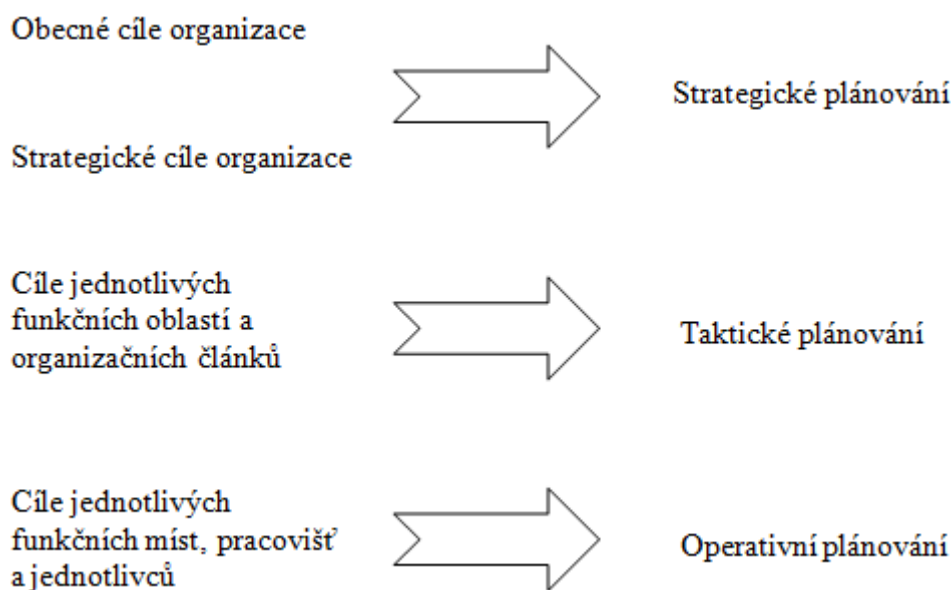 Obecné cíle organizace
Strategické plánování
Strategické cíle organizace
Cíle jednotlivých
funkčních oblastí a
organizačních článků
Taktické plánování
Cíle jednotlivých
funkčních míst, pracovišť
a jednotlivců
Operativní plánování